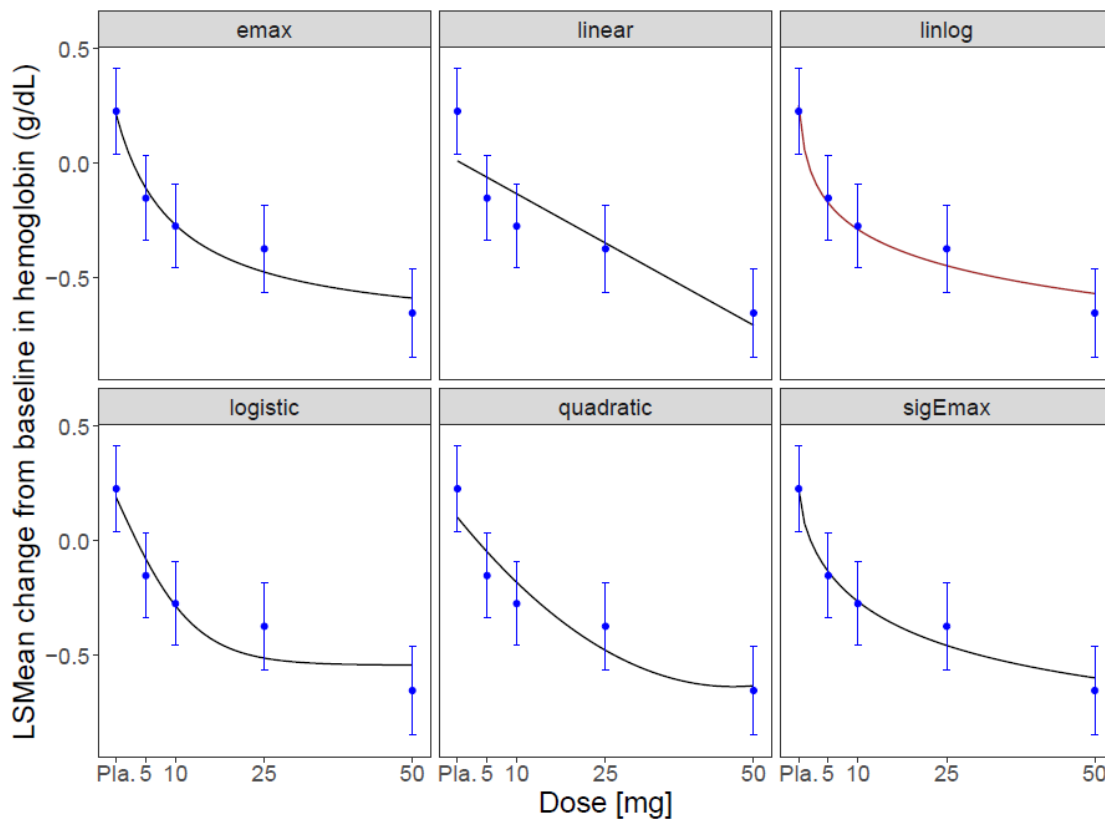 emax linear linlog
0.5
0.0
−0.5
logistic quadratic sigEmax
0.5
0.0
−0.5
Pla. 5 10 25 50 Pla. 5 10 25 50 Pla. 5 10 25 50
Dose [mg]
LSMean change from baseline in hemoglobin (g/dL)